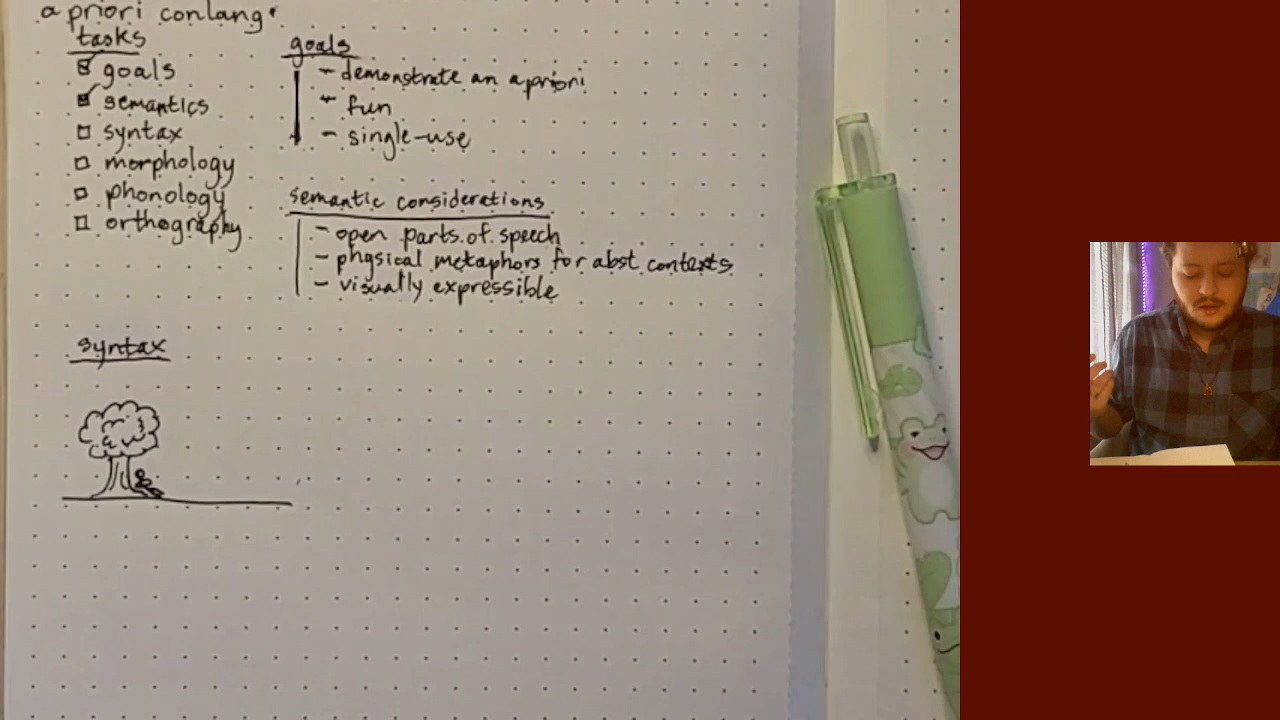 a priori conlang
tasks
goals
semantics
syntax
morphology
phonology
orthography
goals
- demonstrate an apriori
- fun
- single-use
semantic considerations
- open parts of speech
- physical metaphors for abst contexts
- visually expressible
syntax